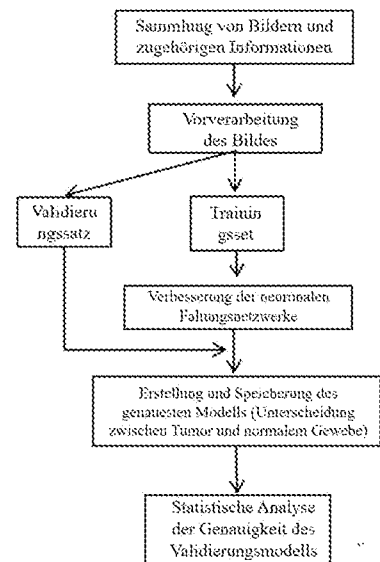 Sammlung von Bildern und
zugehörigen Informationen
Vorverarbeitung
des Bildes
Validieru
ngssatz
Trainin
gsset
Verbesserung der neuronalen
Faltungsnetzwerke
Erstellung und Speicherung des
genauesten Modells (Unterscheidung
zwischen Tumor und normalem Gewebe)
Statistische Analyse
der Genauigkeit des
Validierungsmodells